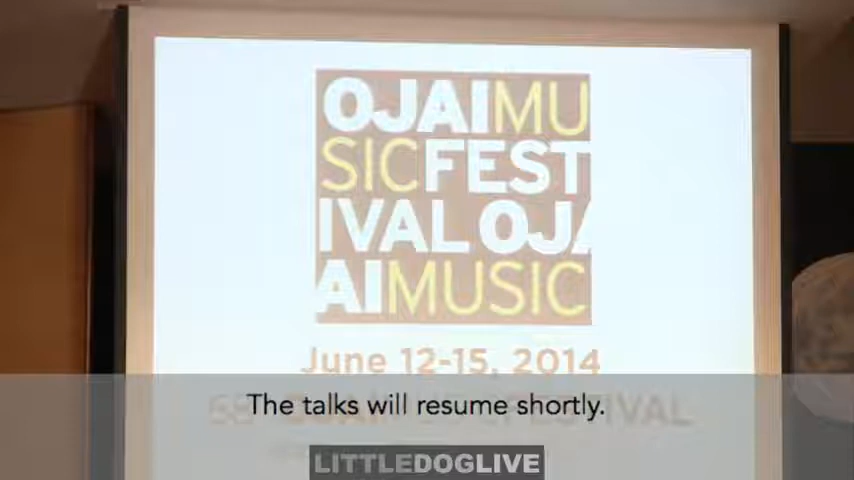 OJAIMU
SICFEST
IVAL OJA
AIMUSIC
June 12-15, 2014
The talks will resume shortly.
LITTLEDOGLIVE